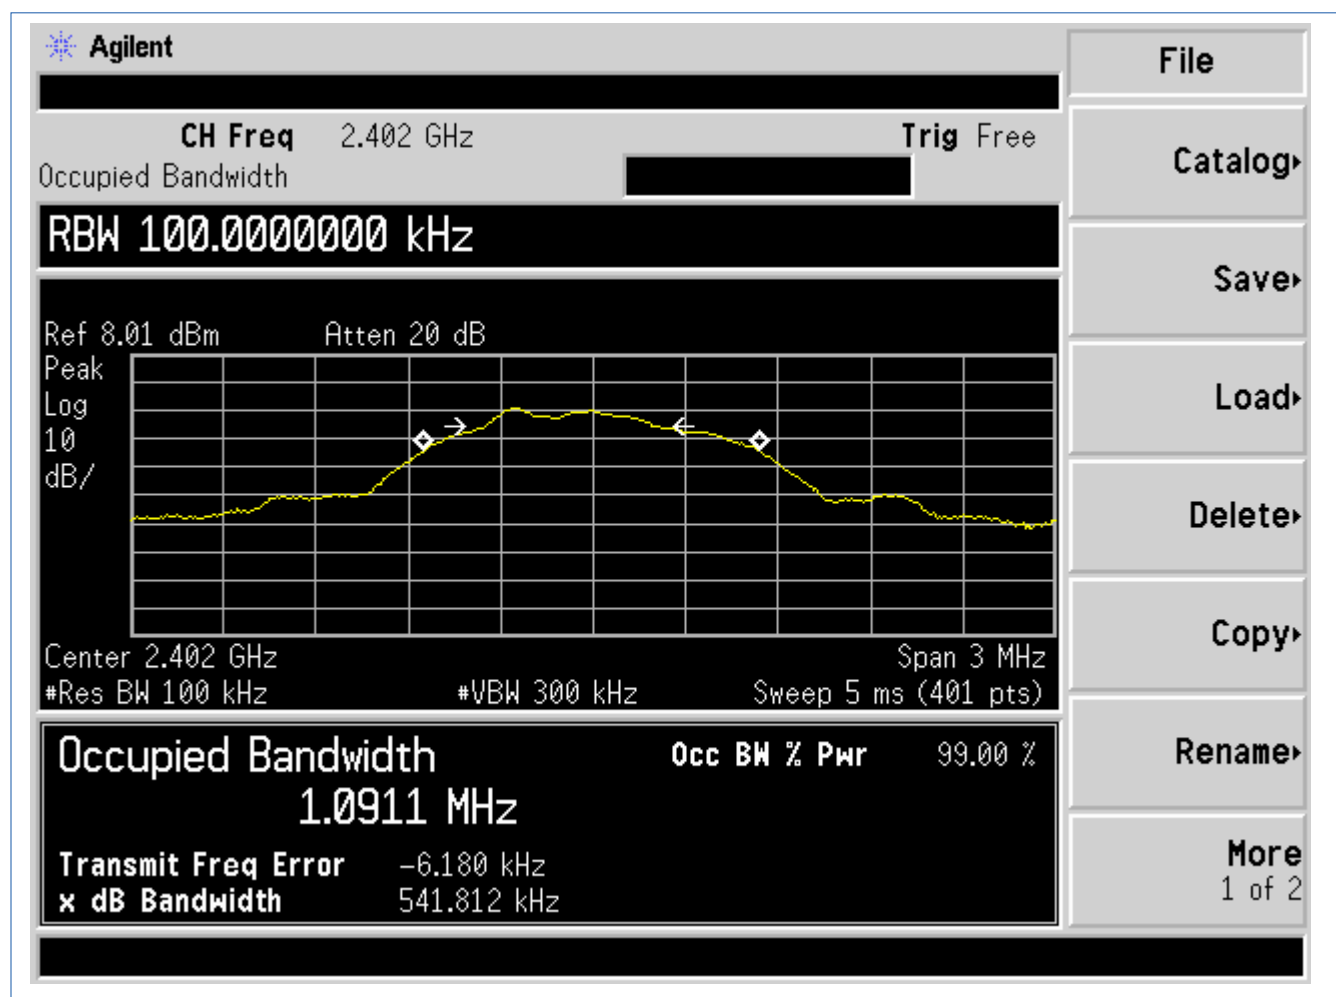 Agilent
CH Freq 2.402 GHz Trig Free
Occupied Bandwidth
RBW 100.0000000 kHz
Ref 8.01 dBm Atten 20 dB
Peak
Log
10
dB/
Center 2.402 GHz Span 3 MHz
#Res BW 100 kHz #VBW 300 kHz Sweep 5 ms (401 pts)
Occupied Bandwidth Occ BW % Pwr 99.00 %
1.0911 MHz
Transmit Freq Error -6.180 kHz
x dB Bandwidth 541.812 kHz
File
Catalog
Save
Load
Delete
Copy
Rename
More
1 of 2